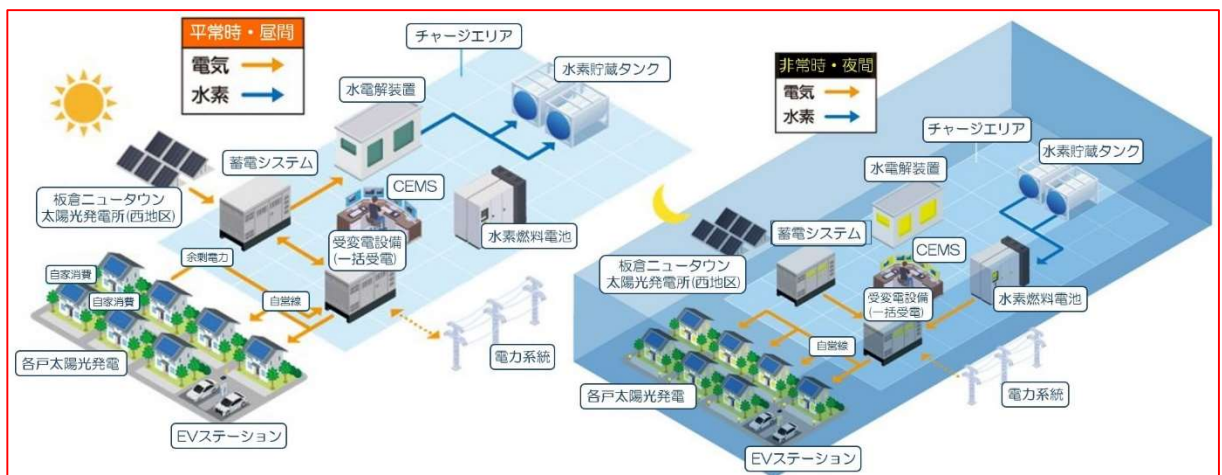 平常時・昼間
電気
水素
チャージエリア
水素貯蔵タンク
水電解装置
蓄電システム
CEMS
板倉ニュータウン
太陽光発電所(西地区)
水素燃料電池
受変電設備
(一括受電)
余剰電力
自家消費
自家消費
自営線
各戸太陽光発電
電力系統
EVステーション
非常時・夜間
電気
水素
チャージエリア
水素貯蔵タンク
水電解装置
蓄電システム
CEMS
板倉ニュータウン
太陽光発電所(西地区)
水素燃料電池
受変電設備
(一括受電)
自営線
各戸太陽光発電
電力系統
EVステーション